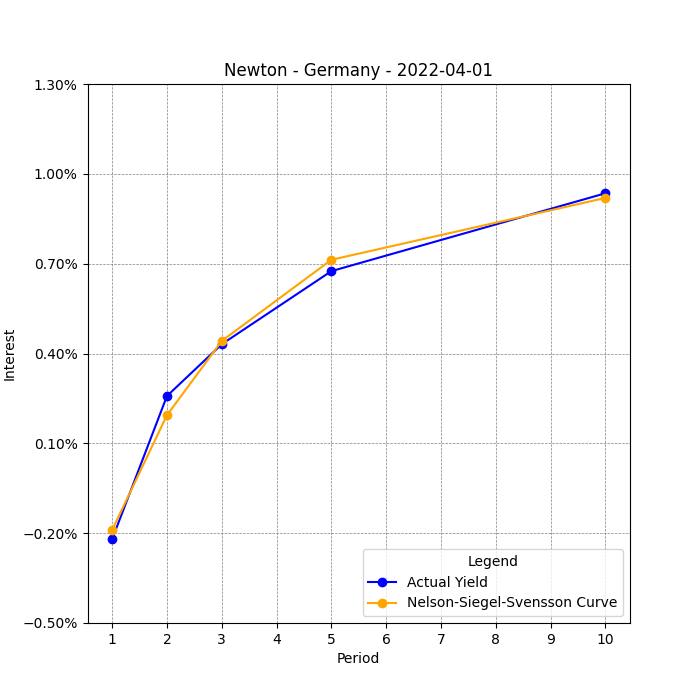 Newton - Germany - 2022-04-01
1.30%
1.00%
0.70%
0.40%
0.10%
−0.20%
−0.50%
Interest
1 2 3 4 5 6 7 8 9 10
Period
Legend
Actual Yield
Nelson-Siegel-Svensson Curve